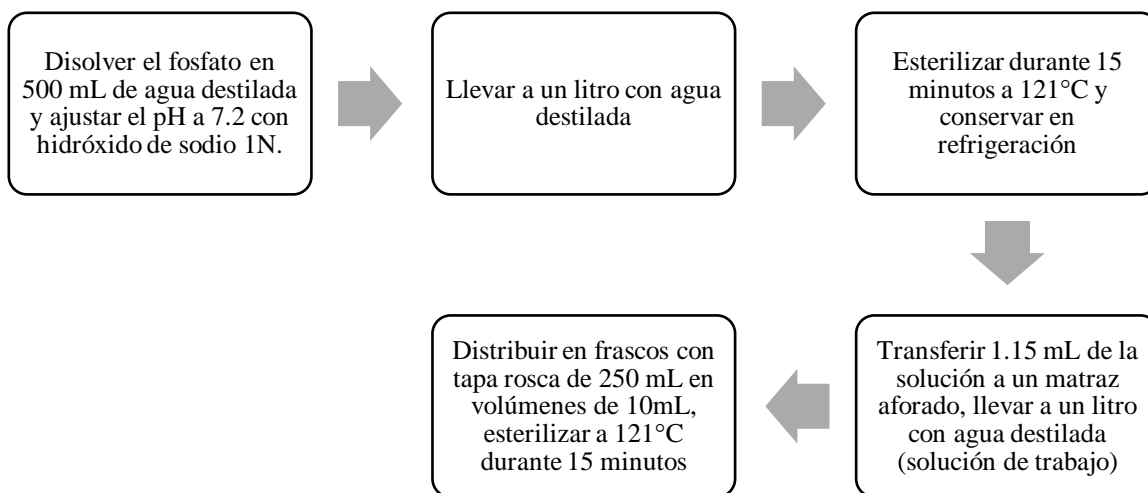 Disolver el fosfato en
500 mL de agua destilada
y ajustar el pH a 7.2 con
hidróxido de sodio 1N.
Llevar a un litro con agua
destilada
Esterilizar durante 15
minutos a 121°C y
conservar en
refrigeración
Transferir 1.15 mL de la
solución a un matraz
aforado, llevar a un litro
con agua destilada
(solución de trabajo)
Distribuir en frascos con
tapa rosca de 250 mL en
volúmenes de 10mL,
esterilizar a 121°C
durante 15 minutos